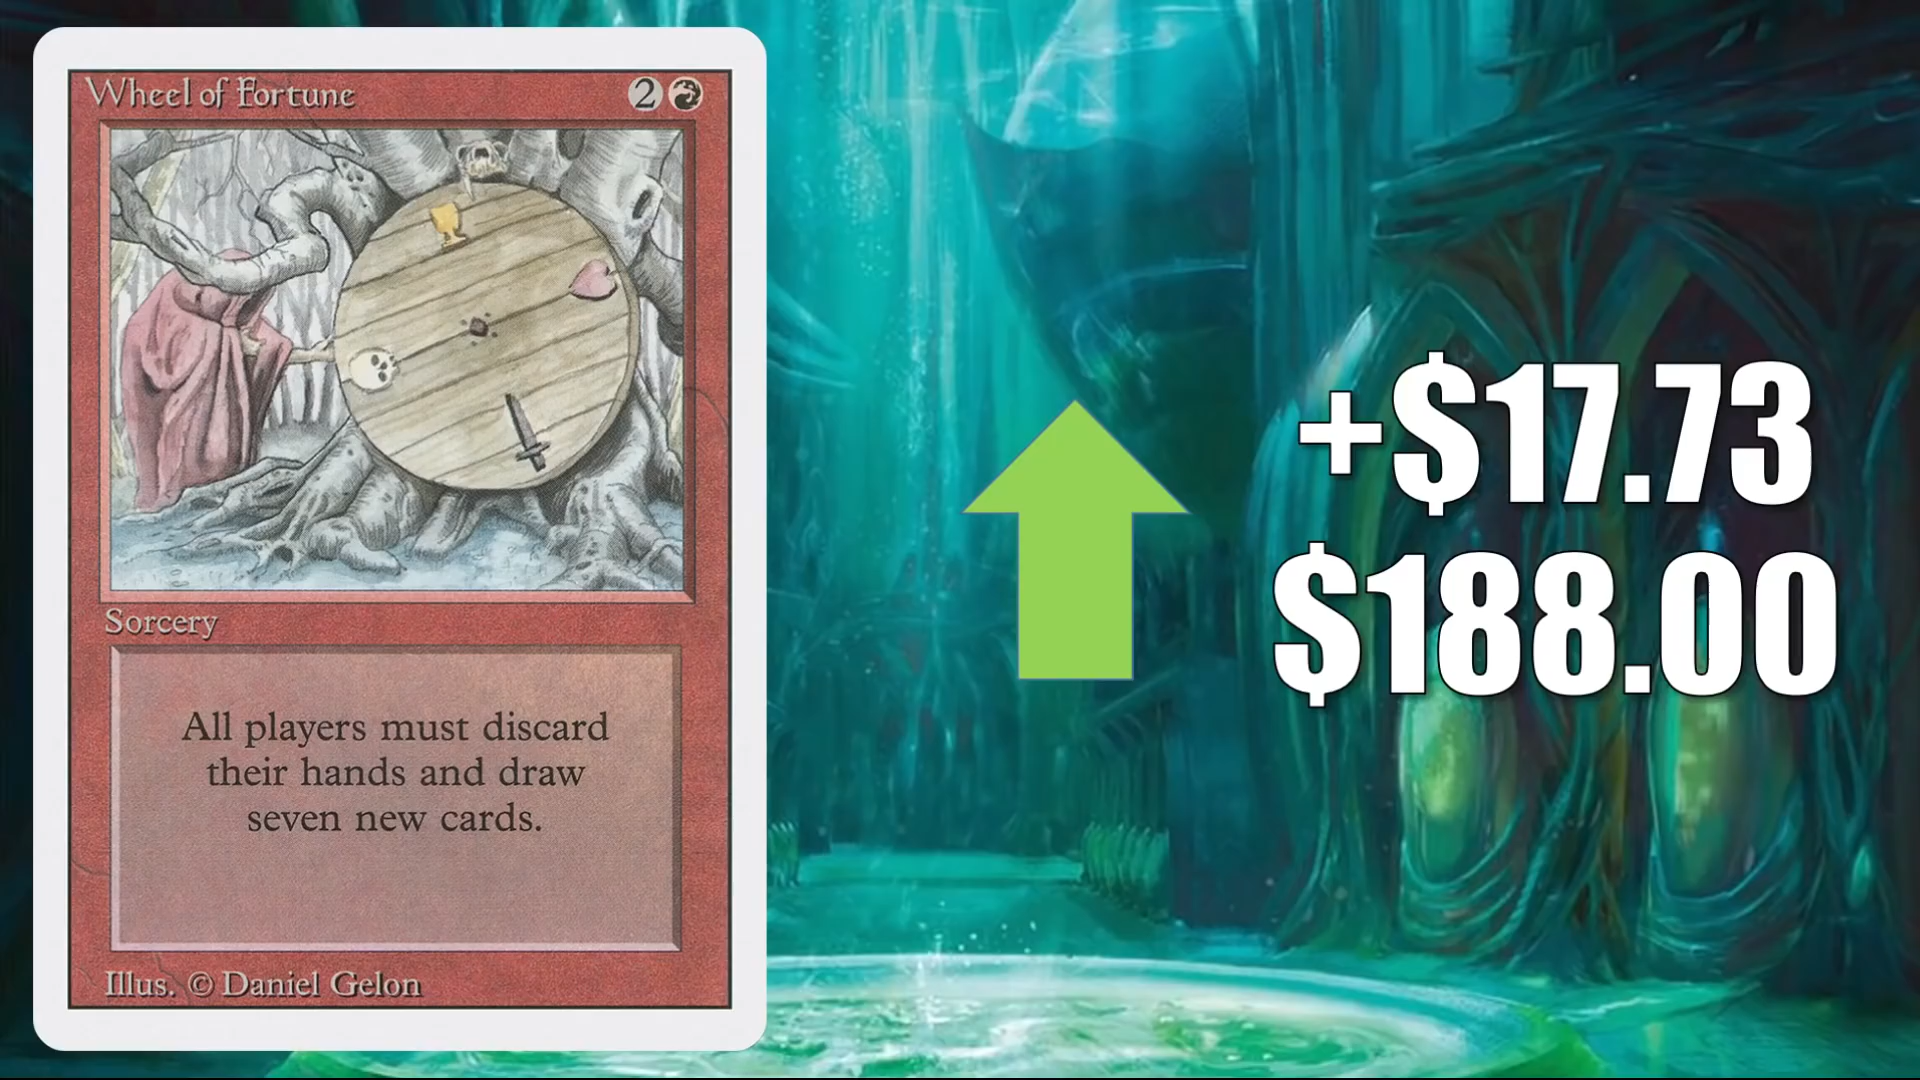 Wheel of Fortune
2
Sorcery
All players must discard
their hands and draw
seven new cards.
Illus. © Daniel Gelon
+$17.73
$188.00